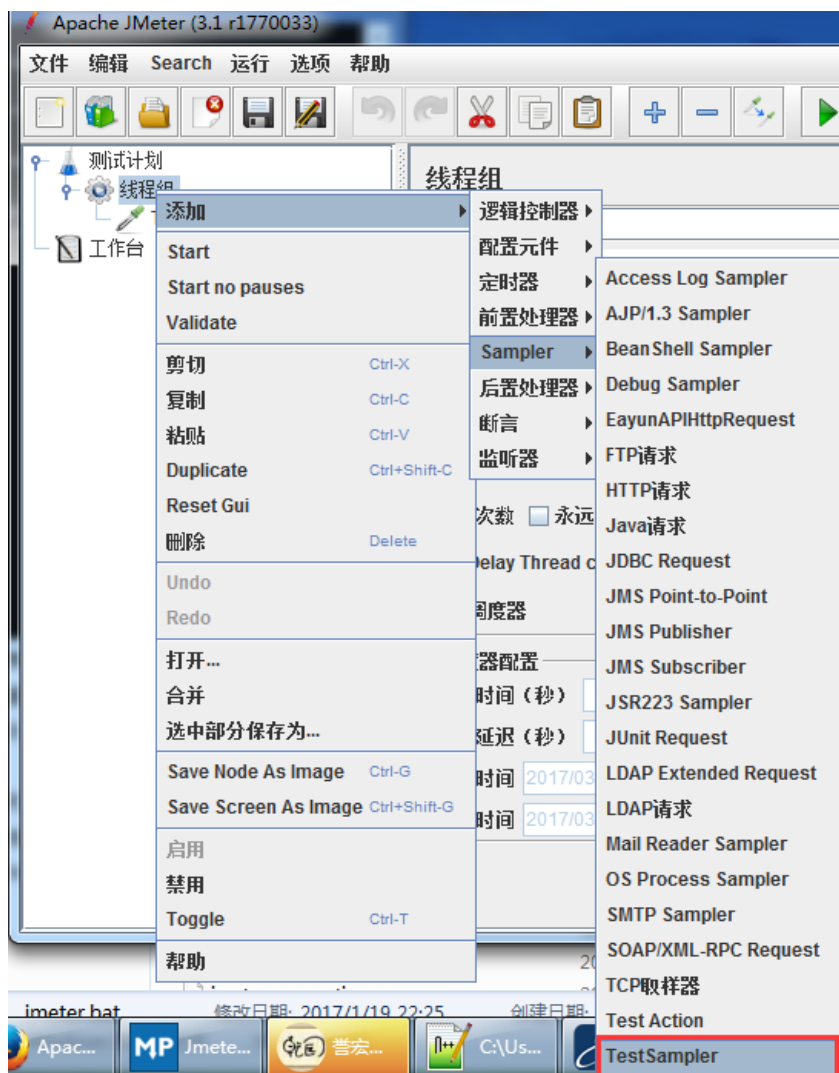 Apache JMeter (3.1 r1770033)
文件 编辑 Search 运行 选项 帮助
测试计划
线程组
工作台
线程组
添加
Start
Start no pauses
Validate
剪切 Ctrl-X
复制 Ctrl-C
粘贴 Ctrl-V
Duplicate Ctrl+Shift-C
Reset Gui
删除 Delete
Undo
Redo
打开...
合并
选中部分保存为...
Save Node As Image Ctrl-G
Save Screen As Image Ctrl+Shift-G
启用
禁用
Toggle Ctrl-T
帮助
逻辑控制器
配置元件
定时器
前置处理器
Sampler
后置处理器
断言
监听器
次数 永远
Delay Thread c
调度器
器配置
时间（秒）
延迟（秒）
时间 2017/03
时间 2017/03
Access Log Sampler
AJP/1.3 Sampler
BeanShell Sampler
Debug Sampler
EayunAPIHttpRequest
FTP请求
HTTP请求
Java请求
JDBC Request
JMS Point-to-Point
JMS Publisher
JMS Subscriber
JSR223 Sampler
JUnit Request
LDAP Extended Request
LDAP请求
Mail Reader Sampler
OS Process Sampler
SMTP Sampler
SOAP/XML-RPC Request
TCP取样器
Test Action
TestSampler
jmeter.bat 修改日期: 2017/1/19 22:25 创建日期:
Apac... MP Jmete... 誉宏... C:\Us...